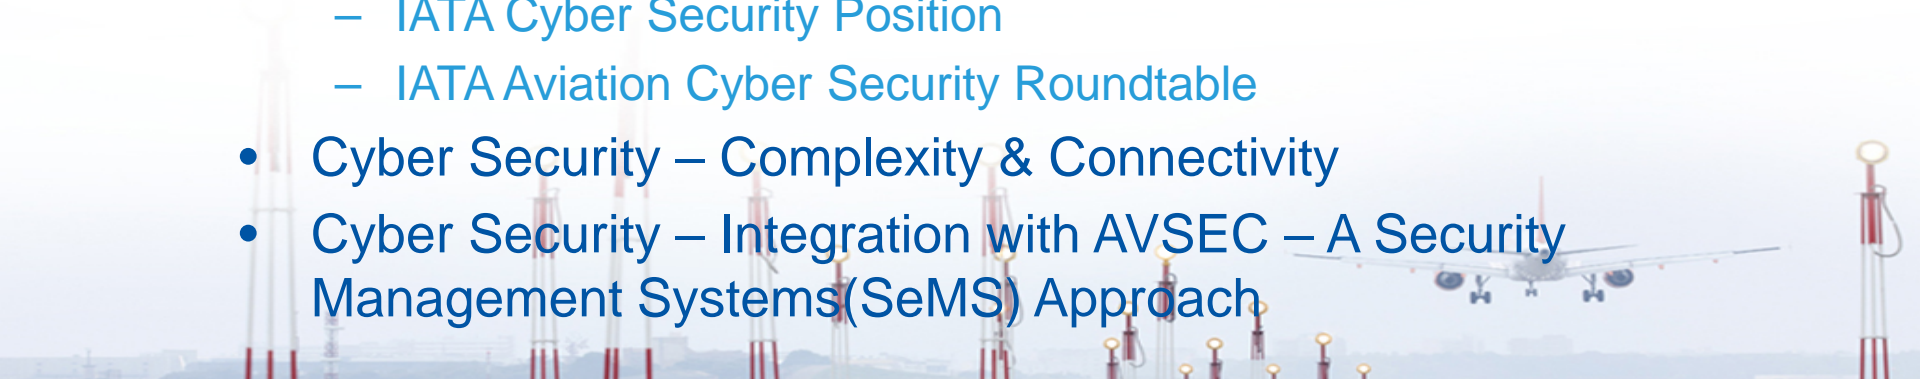 – IATA Cyber Security Position
– IATA Aviation Cyber Security Roundtable
• Cyber Security – Complexity & Connectivity
• Cyber Security – Integration with AVSEC – A Security
Management Systems(SeMS) Approach